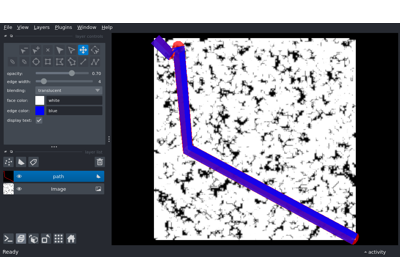 File View Layers Plugins Window Help
opacity: 0.70
edge width: 4
blending: translucent
face color: white
edge color: blue
display text:
path
Image
Ready
activity